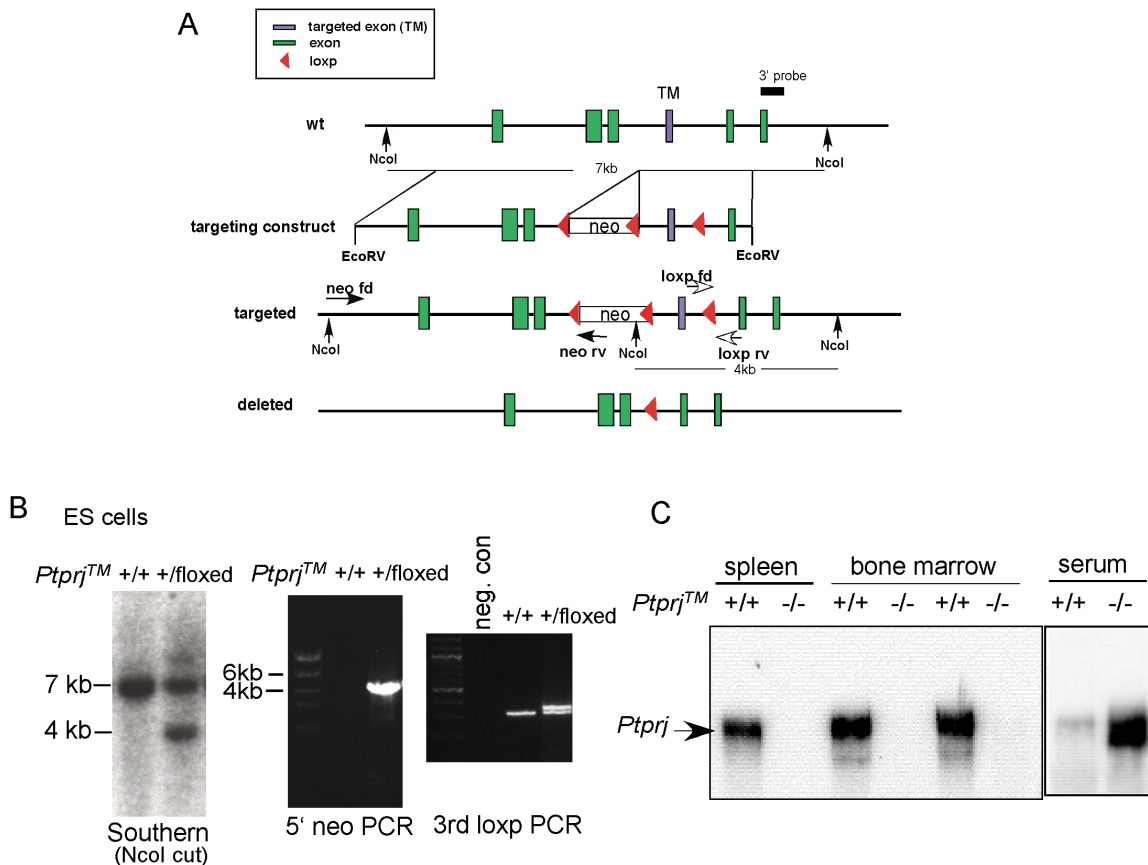 A
targeted exon (TM)
exon
loxp
3' probe
TM
wt
NcoI
NcoI
7kb
targeting construct
neo
EcoRV
EcoRV
neo fd
loxp fd
targeted
neo
NcoI
neo rv
NcoI
loxp rv
NcoI
4kb
deleted
B
ES cells
Ptprj^TM +/+ +/floxed
7 kb
4 kb
Southern
(NcoI cut)
Ptprj^TM +/+ +/floxed
6kb
4kb
5' neo PCR
neg. con
+/+ +/floxed
3rd loxp PCR
C
spleen bone marrow serum
Ptprj^TM +/+ -/- +/+ -/- +/+ -/- +/+ -/-
Ptprj